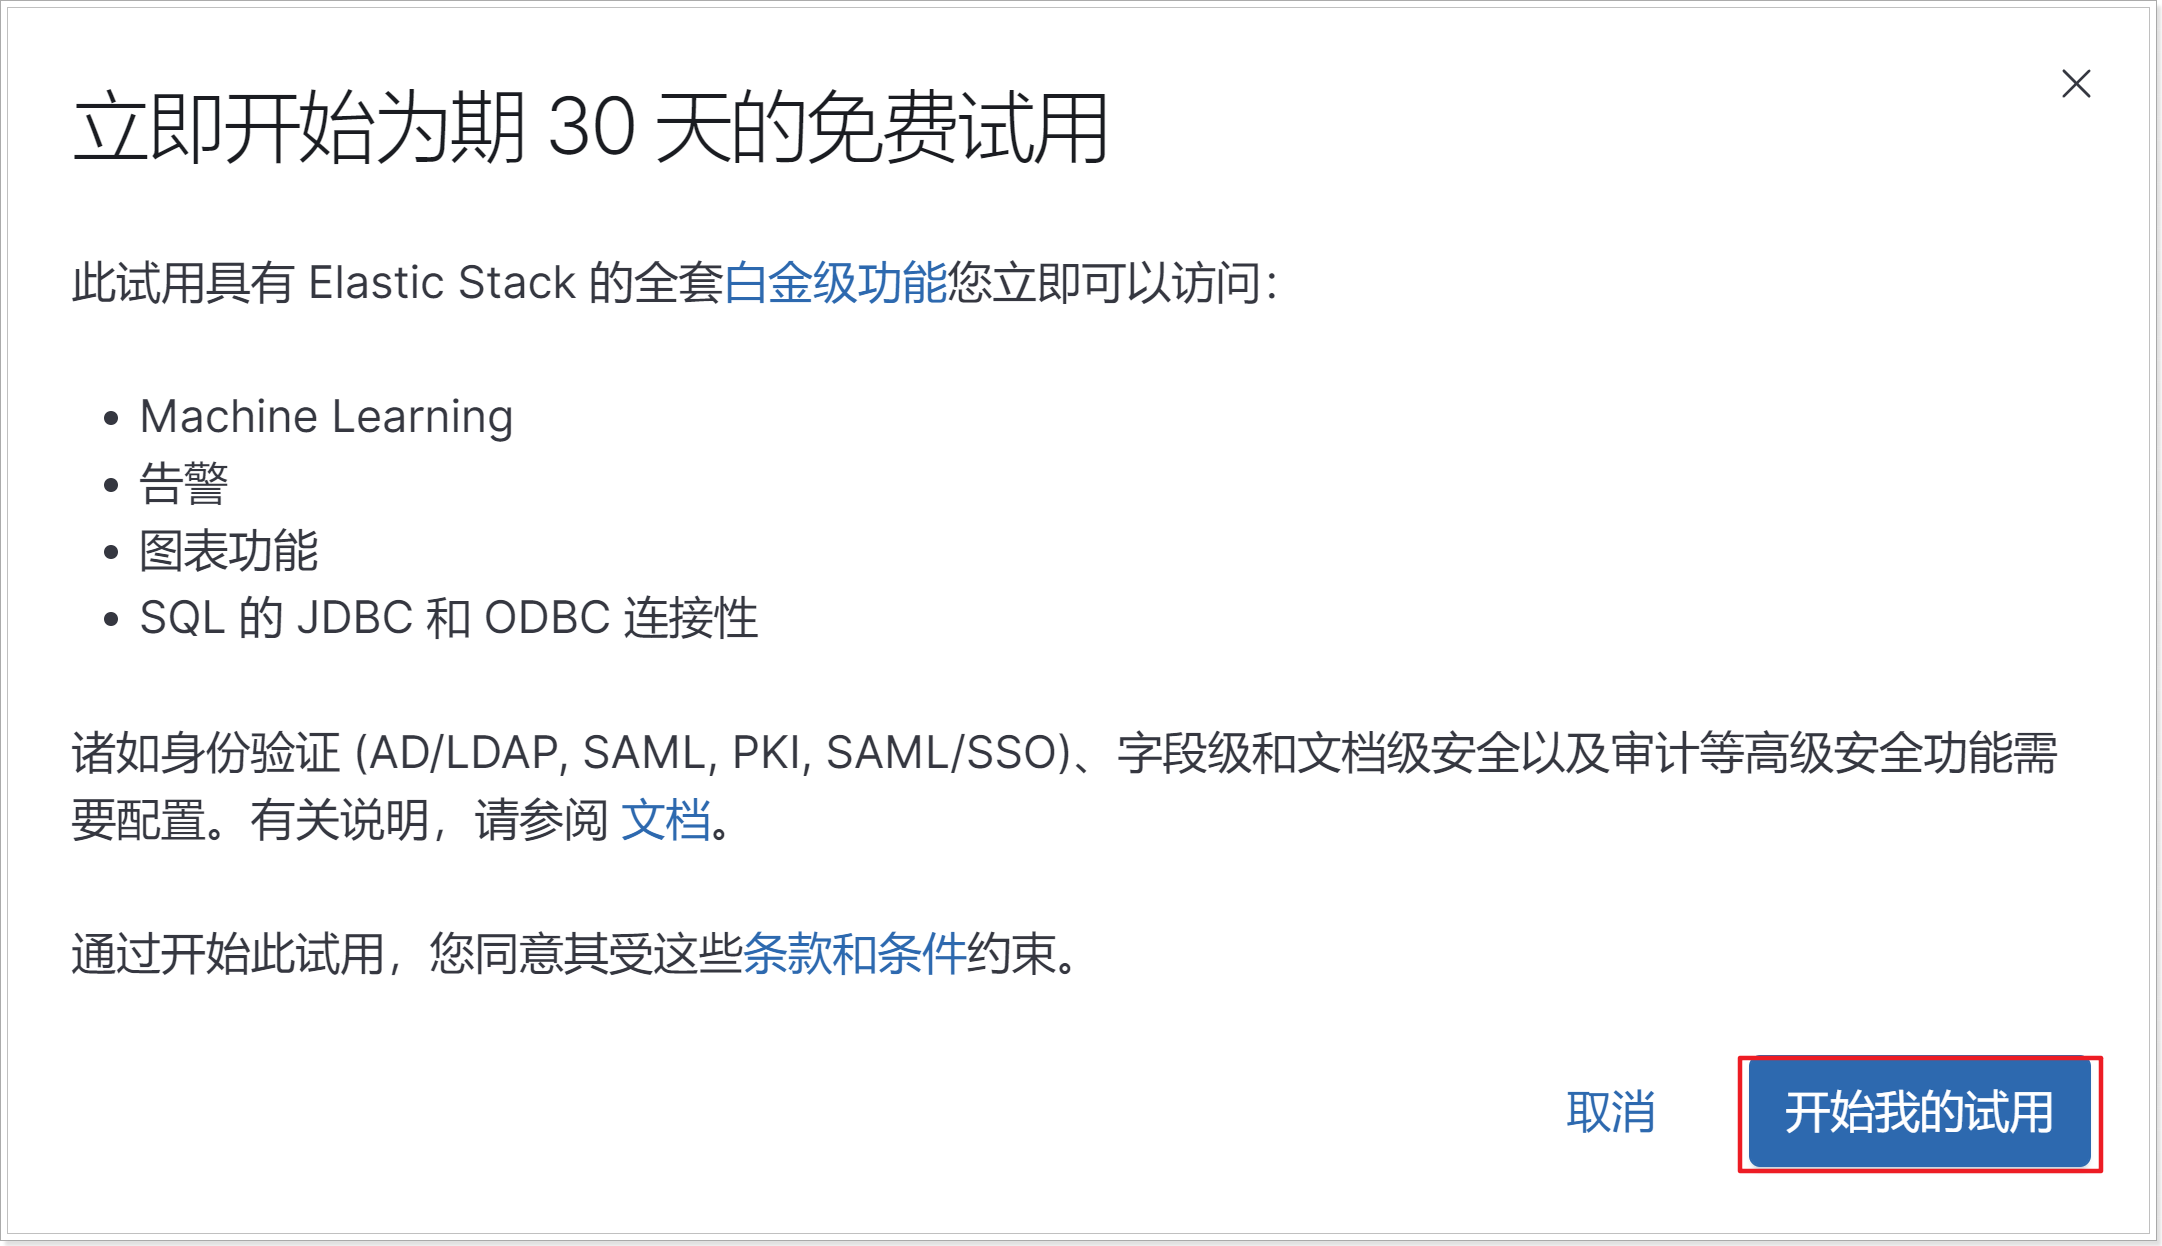 立即开始为期 30 天的免费试用
此试用具有 Elastic Stack 的全套白金级功能您立即可以访问：
• Machine Learning
• 告警
• 图表功能
• SQL 的 JDBC 和 ODBC 连接性
诸如身份验证 (AD/LDAP, SAML, PKI, SAML/SSO)、字段级和文档级安全以及审计等高级安全功能需
要配置。有关说明，请参阅 文档。
通过开始此试用，您同意其受这些条款和条件约束。
取消 开始我的试用